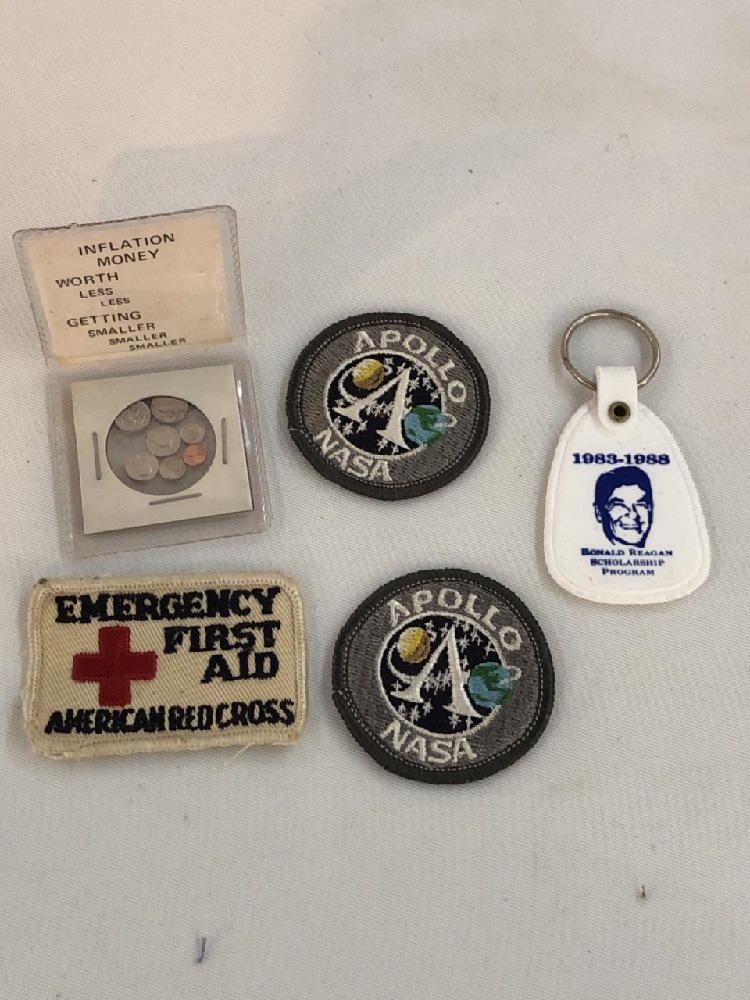 INFLATION
MONEY
WORTH
LESS
LESS
GETTING
SMALLER
SMALLER
SMALLER
APOLLO
NASA
1983-1988
RONALD REAGAN
SCHOLARSHIP
PROGRAM
EMERGENCY
FIRST
AID
AMERICAN RED CROSS
APOLLO
NASA